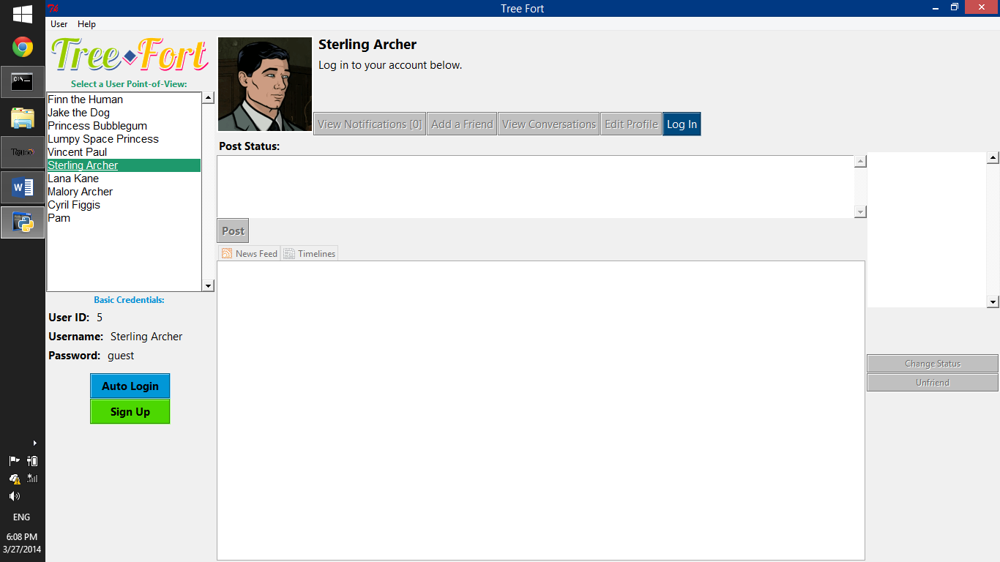 Tree Fort
User Help
Tree Fort
Select a User Point-of-View:
Finn the Human
Jake the Dog
Princess Bubblegum
Lumpy Space Princess
Vincent Paul
Sterling Archer
Lana Kane
Malory Archer
Cyril Figgis
Pam
Basic Credentials:
User ID: 5
Username: Sterling Archer
Password: guest
Auto Login
Sign Up
Sterling Archer
Log in to your account below.
View Notifications [0] Add a Friend View Conversations Edit Profile Log In
Post Status:
Post
News Feed Timelines
Change Status
Unfriend
ENG
6:08 PM
3/27/2014